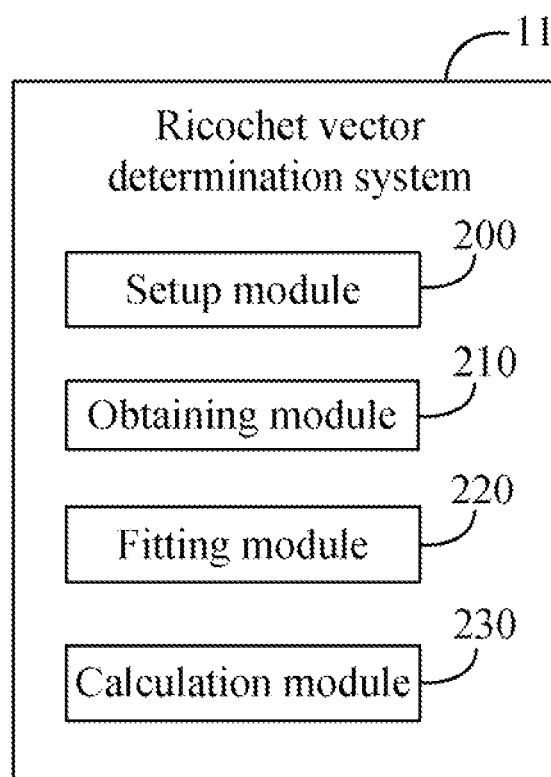 11
Ricochet vector
determination system
200
Setup module
210
Obtaining module
220
Fitting module
230
Calculation module